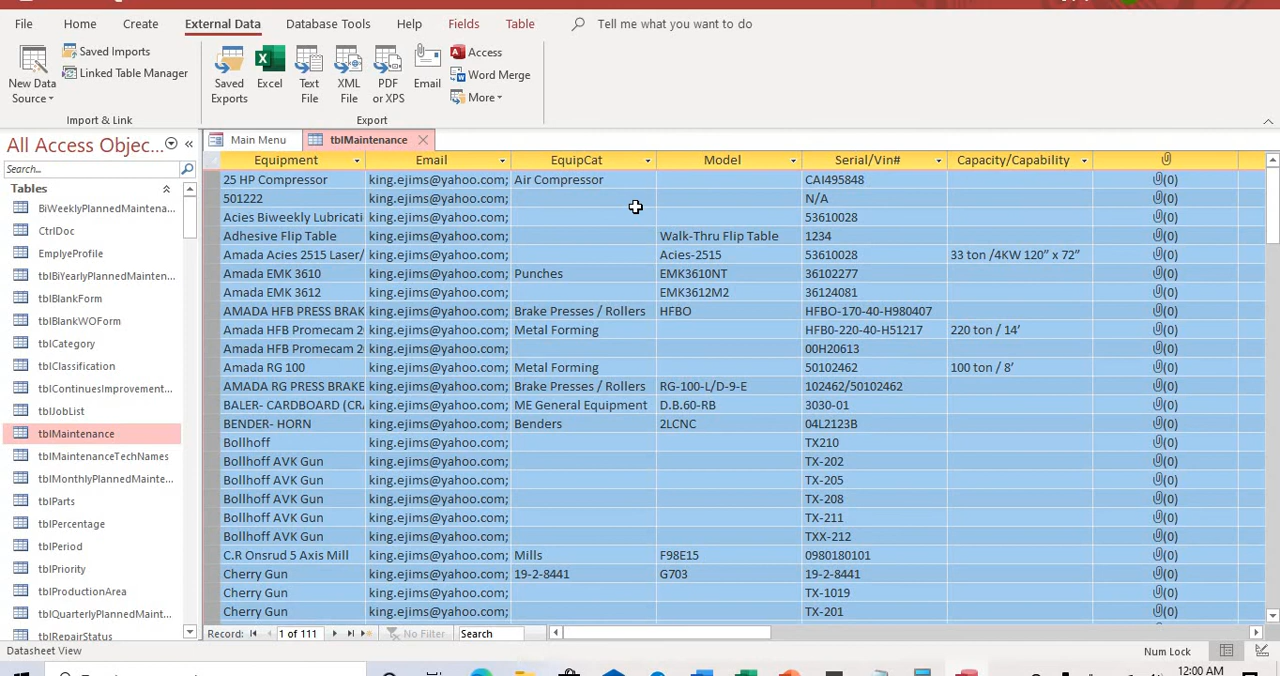 File Home Create External Data Database Tools Help Fields Table Tell me what you want to do
New Data Source
Saved Imports
Linked Table Manager
Import & Link
Saved Exports
Excel
Text File
XML File
PDF or XPS
Email
Access
Word Merge
More
Export
All Access Objec... «
Search...
Tables
BiWeeklyPlannedMaintena...
CtrlDoc
EmplyeProfile
tblBiYearlyPlannedMainten...
tblBlankForm
tblBlankWOForm
tblCategory
tblClassification
tblContinuesImprovement...
tblJobList
tblMaintenance
tblMaintenanceTechNames
tblMonthlyPlannedMainte...
tblParts
tblPercentage
tblPeriod
tblPriority
tblProductionArea
tblQuarterlyPlannedMaint...
tblRepairStatus
Main Menu tblMaintenance
Equipment Email EquipCat Model Serial/Vin# Capacity/Capability
25 HP Compressor king.ejims@yahoo.com; Air Compressor CAI495848 (0)
501222 king.ejims@yahoo.com; N/A (0)
Acies Biweekly Lubricati king.ejims@yahoo.com; 53610028 (0)
Adhesive Flip Table king.ejims@yahoo.com; Walk-Thru Flip Table 1234 (0)
Amada Acies 2515 Laser/ king.ejims@yahoo.com; Acies-2515 53610028 33 ton /4KW 120” x 72” (0)
Amada EMK 3610 king.ejims@yahoo.com; Punches EMK3610NT 36102277 (0)
Amada EMK 3612 king.ejims@yahoo.com; EMK3612M2 36124081 (0)
AMADA HFB PRESS BRAK king.ejims@yahoo.com; Brake Presses / Rollers HFBO HFBO-170-40-H980407 (0)
Amada HFB Promecam 2 king.ejims@yahoo.com; Metal Forming HFB0-220-40-H51217 220 ton / 14’ (0)
Amada HFB Promecam 2 king.ejims@yahoo.com; 00H20613 (0)
Amada RG 100 king.ejims@yahoo.com; Metal Forming 50102462 100 ton / 8’ (0)
AMADA RG PRESS BRAKE king.ejims@yahoo.com; Brake Presses / Rollers RG-100-L/D-9-E 102462/50102462 (0)
BALER- CARDBOARD (CR king.ejims@yahoo.com; ME General Equipment D.B.60-RB 3030-01 (0)
BENDER- HORN king.ejims@yahoo.com; Benders 2LCNC 04L2123B (0)
Bollhoff king.ejims@yahoo.com; TX210 (0)
Bollhoff AVK Gun king.ejims@yahoo.com; TX-202 (0)
Bollhoff AVK Gun king.ejims@yahoo.com; TX-205 (0)
Bollhoff AVK Gun king.ejims@yahoo.com; TX-208 (0)
Bollhoff AVK Gun king.ejims@yahoo.com; TX-211 (0)
Bollhoff AVK Gun king.ejims@yahoo.com; TXX-212 (0)
C.R Onsrud 5 Axis Mill king.ejims@yahoo.com; Mills F98E15 0980180101 (0)
Cherry Gun king.ejims@yahoo.com; 19-2-8441 G703 19-2-8441 (0)
Cherry Gun king.ejims@yahoo.com; TX-1019 (0)
Cherry Gun king.ejims@yahoo.com; TX-201 (0)
Record: 1 of 111 No Filter Search
Datasheet View Num Lock
12:00 AM